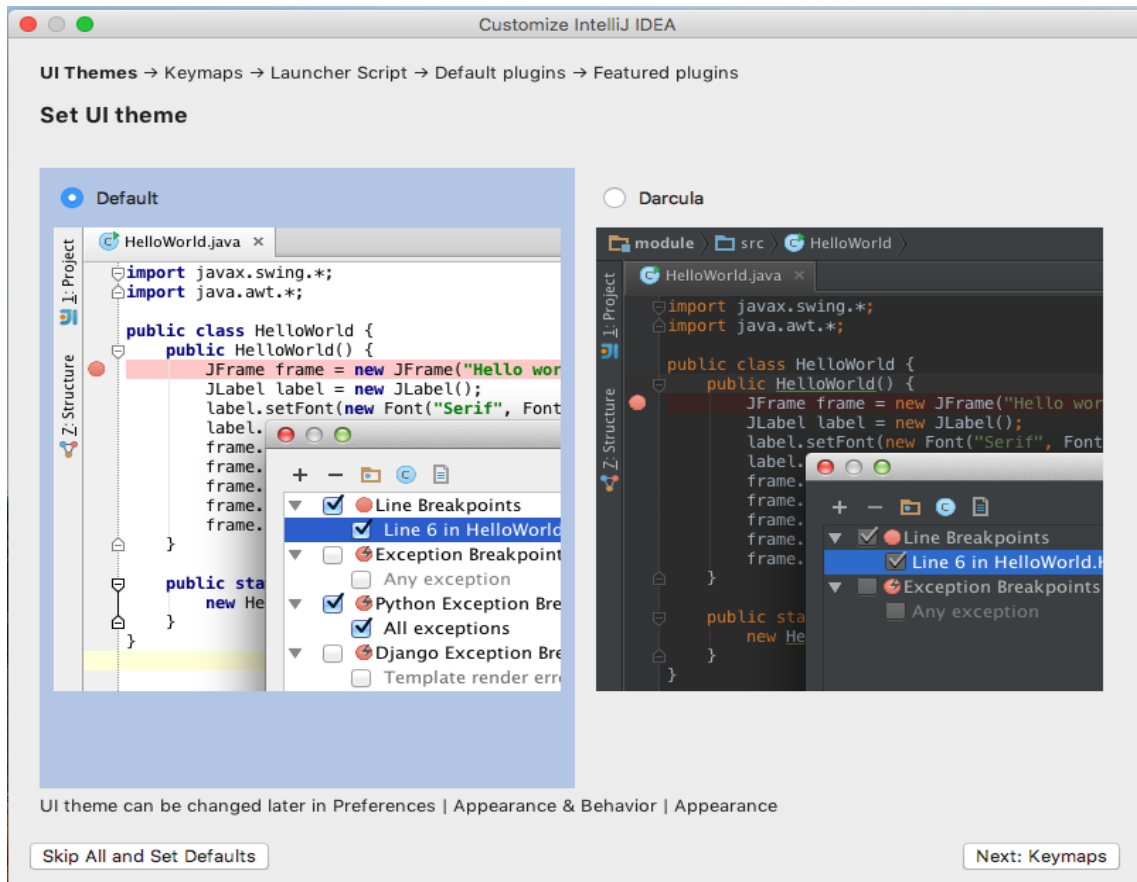 Customize IntelliJ IDEA
UI Themes → Keymaps → Launcher Script → Default plugins → Featured plugins
Set UI theme
Default
1: Project
Z: Structure
HelloWorld.java ×
import javax.swing.*;
import java.awt.*;
public class HelloWorld {
public HelloWorld() {
JFrame frame = new JFrame("Hello wor
JLabel label = new JLabel();
label.setFont(new Font("Serif", Font
label.
frame.
frame.
frame.
frame.
frame.
}
public sta
new He
}
}
+ −
Line Breakpoints
Line 6 in HelloWorld
Exception Breakpoint
Any exception
Python Exception Bre
All exceptions
Django Exception Bre
Template render erro
Darcula
module src HelloWorld
1: Project
Z: Structure
HelloWorld.java ×
import javax.swing.*;
import java.awt.*;
public class HelloWorld {
public HelloWorld() {
JFrame frame = new JFrame("Hello wor
JLabel label = new JLabel();
label.setFont(new Font("Serif", Font
label.
frame.
frame.
frame.
frame.
frame.
}
public sta
new He
}
}
+ −
Line Breakpoints
Line 6 in HelloWorld.H
Exception Breakpoints
Any exception
UI theme can be changed later in Preferences | Appearance & Behavior | Appearance
Skip All and Set Defaults
Next: Keymaps